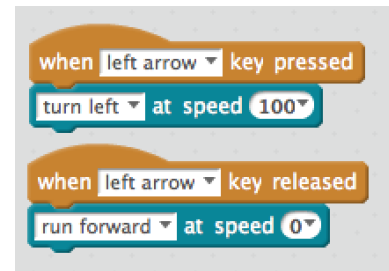 when left arrow key pressed
turn left at speed 100
when left arrow key released
run forward at speed 0